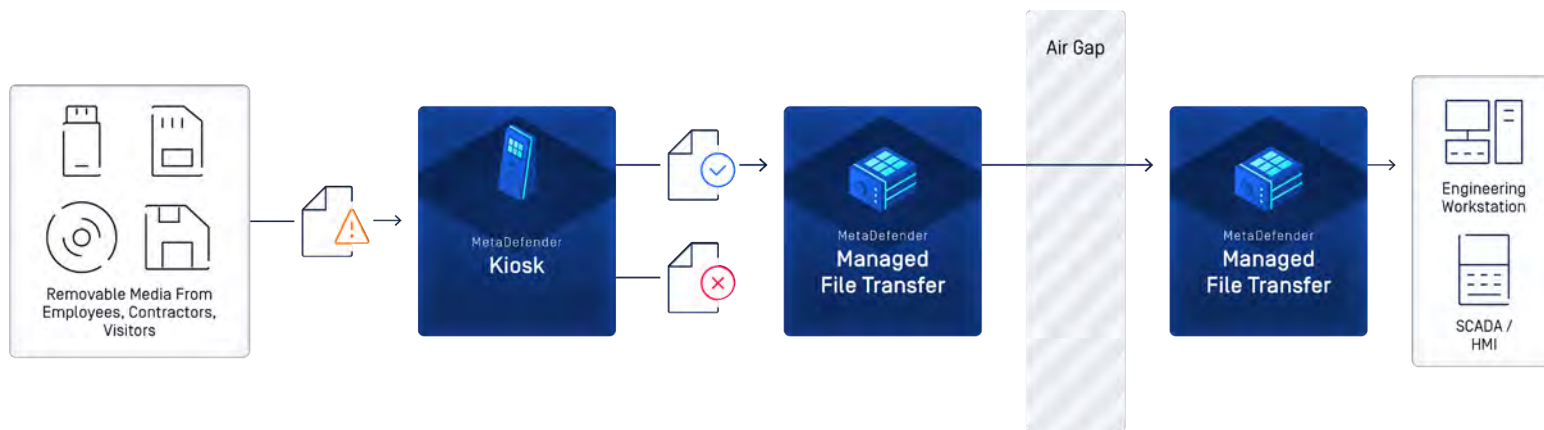 Removable Media From
Employees, Contractors,
Visitors
MetaDefender
Kiosk
MetaDefender
Managed
File Transfer
Air Gap
MetaDefender
Managed
File Transfer
Engineering
Workstation
SCADA /
HMI